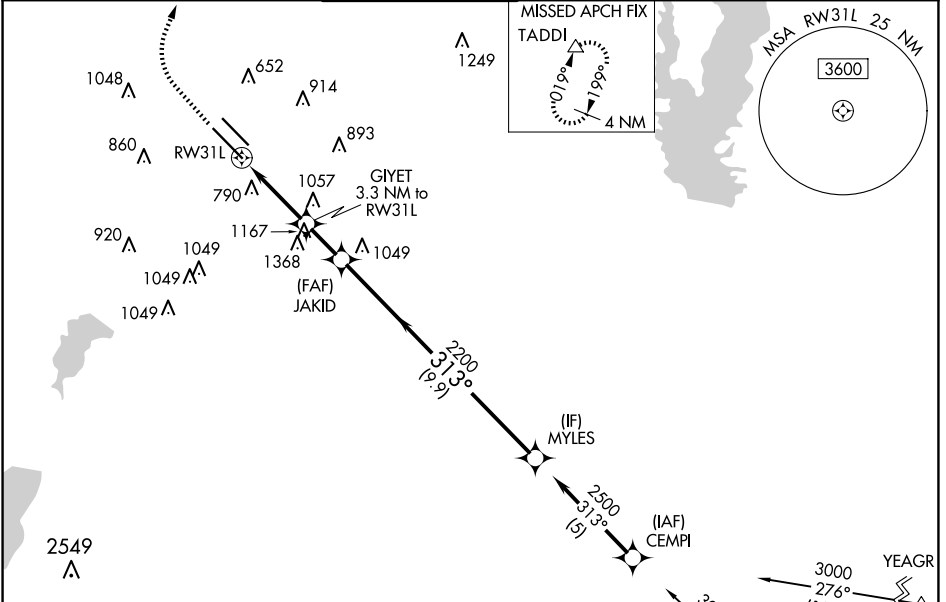 MISSED APCH FIX
TADDI
019°
199°
4 NM
MSA RW31L 25 NM
3600
1249
652
1048
914
893
860
RW31L
790
1057
GIYET
3.3 NM to
RW31L
1167
920
1368
1049
1049
1049
1049
(FAF)
JAKID
2200
313°
(9.9)
(IF)
MYLES
2500
313°
(5)
(IAF)
CEMPI
2549
YEAGR
3000
276°